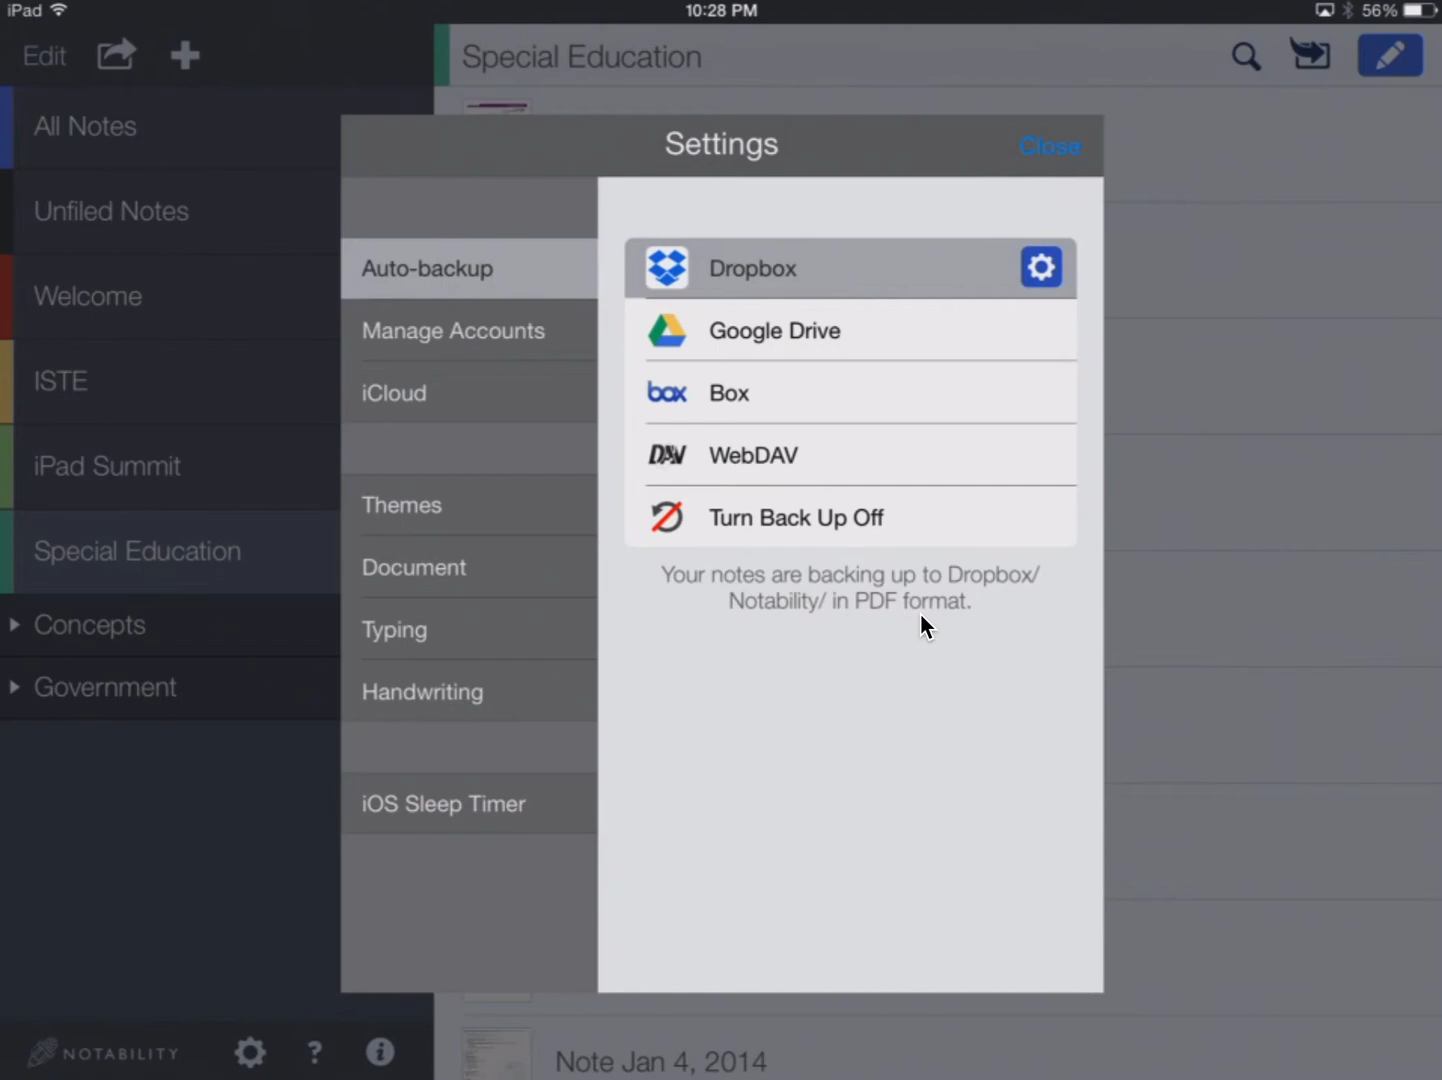 iPad
10:28 PM
56%
Edit
Special Education
All Notes
Unfiled Notes
Welcome
ISTE
iPad Summit
Special Education
Concepts
Government
Settings
Close
Auto-backup
Manage Accounts
iCloud
Themes
Document
Typing
Handwriting
iOS Sleep Timer
Dropbox
Google Drive
box Box
DAV WebDAV
Turn Back Up Off
Your notes are backing up to Dropbox/
Notability/ in PDF format.
NOTABILITY
?
Note Jan 4, 2014